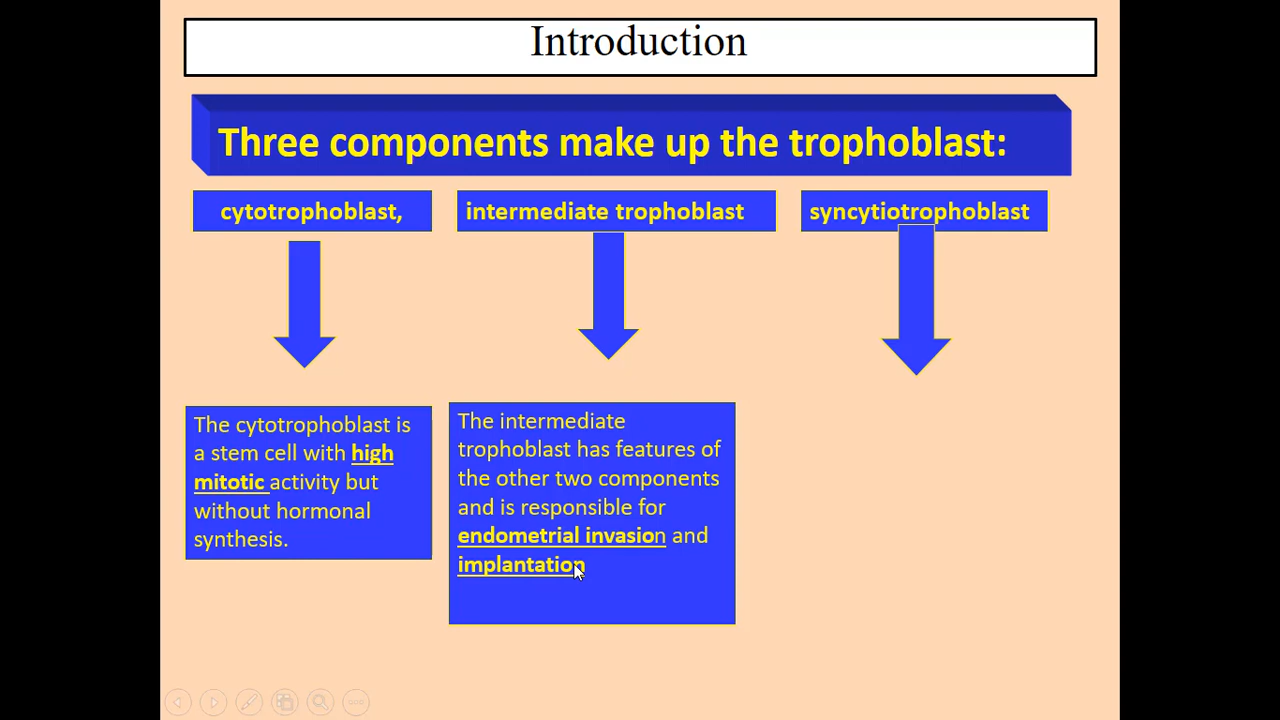 Introduction
Three components make up the trophoblast:
cytotrophoblast,
intermediate trophoblast
syncytiotrophoblast
The cytotrophoblast is
a stem cell with high
mitotic activity but
without hormonal
synthesis.
The intermediate
trophoblast has features of
the other two components
and is responsible for
endometrial invasion and
implantation